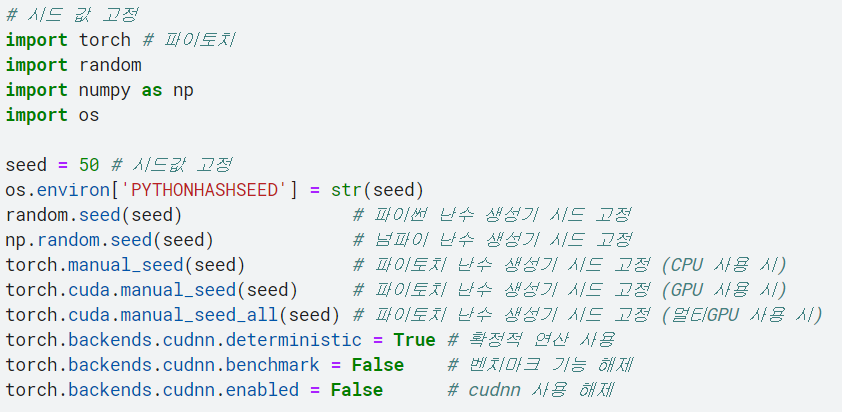 # 시드 값 고정
import torch # 파이토치
import random
import numpy as np
import os
seed = 50 # 시드값 고정
os.environ['PYTHONHASHSEED'] = str(seed)
random.seed(seed) # 파이썬 난수 생성기 시드 고정
np.random.seed(seed) # 넘파이 난수 생성기 시드 고정
torch.manual_seed(seed) # 파이토치 난수 생성기 시드 고정 (CPU 사용 시)
torch.cuda.manual_seed(seed) # 파이토치 난수 생성기 시드 고정 (GPU 사용 시)
torch.cuda.manual_seed_all(seed) # 파이토치 난수 생성기 시드 고정 (멀티GPU 사용 시)
torch.backends.cudnn.deterministic = True # 확정적 연산 사용
torch.backends.cudnn.benchmark = False # 벤치마크 기능 해제
torch.backends.cudnn.enabled = False # cudnn 사용 해제